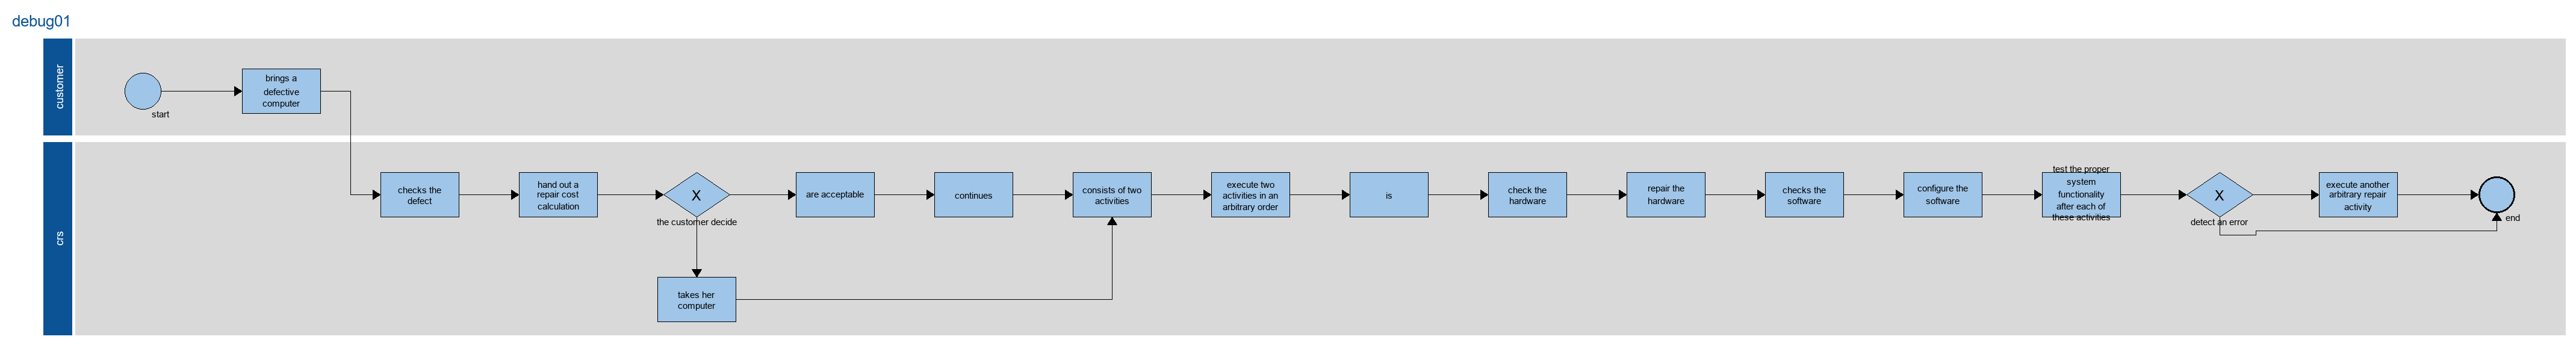 debug01
customer
start
brings a
defective
computer
crs
checks the
defect
hand out a
repair cost
calculation
X
the customer decide
takes her
computer
are acceptable
continues
consists of two
activities
execute two
activities in an
arbitrary order
is
check the
hardware
repair the
hardware
checks the
software
configure the
software
test the proper
system
functionality
after each of
these activities
X
detect an error
execute another
arbitrary repair
activity
end